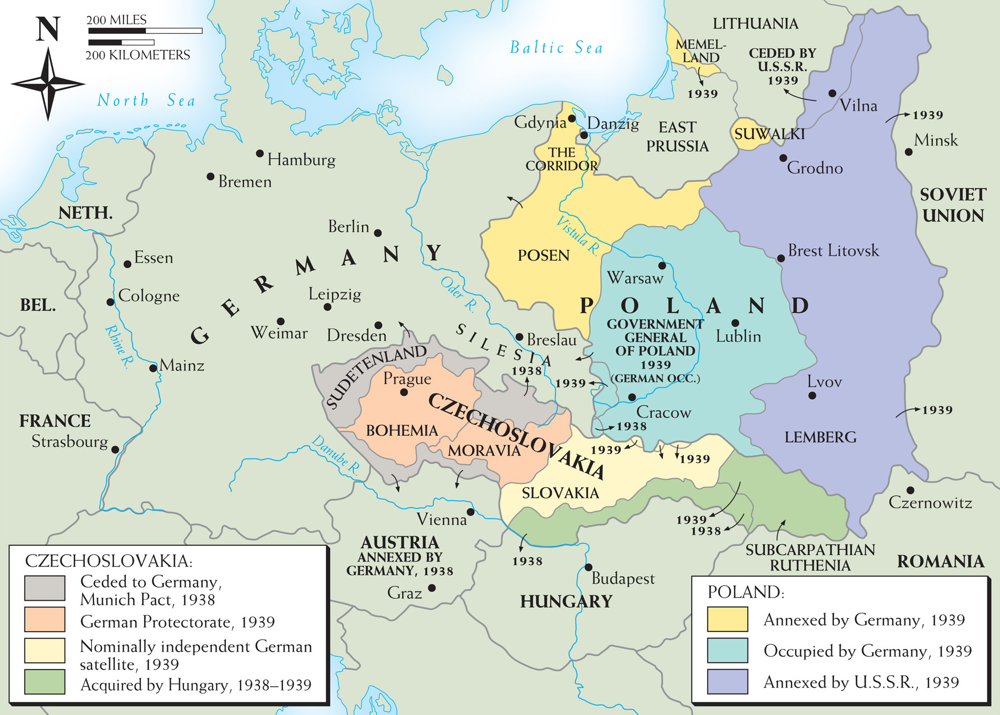 N
200 MILES
200 KILOMETERS
North Sea
Baltic Sea
LITHUANIA
MEMEL-
LAND
1939
CEDED BY
U.S.S.R.
1939
Vilna
1939
Minsk
SUWALKI
Grodno
Gdynia
Danzig
EAST
PRUSSIA
THE
CORRIDOR
Hamburg
Bremen
NETH.
SOVIET
UNION
Berlin
Vistula R.
POSEN
Brest Litovsk
Essen
GERMANY
Warsaw
Oder R.
Cologne
Leipzig
BEL.
POLAND
Weimar
Dresden
GOVERNMENT
GENERAL
OF POLAND
1939
(GERMAN OCC.)
Lublin
Rhine R.
SILESIA
Breslau
1938
1939
Mainz
SUDETENLAND
Prague
Lvov
CZECHOSLOVAKIA
Cracow
1939
1938
FRANCE
Strasbourg
BOHEMIA
MORAVIA
LEMBERG
1939
1939
Danube R.
SLOVAKIA
Czernowitz
Vienna
1939
1938
AUSTRIA
ANNEXED BY
GERMANY, 1938
1938
SUBCARPATHIAN
RUTHENIA
ROMANIA
Budapest
Graz
HUNGARY
CZECHOSLOVAKIA:
Ceded to Germany,
Munich Pact, 1938
German Protectorate, 1939
Nominally independent German
satellite, 1939
Acquired by Hungary, 1938–1939
POLAND:
Annexed by Germany, 1939
Occupied by Germany, 1939
Annexed by U.S.S.R., 1939